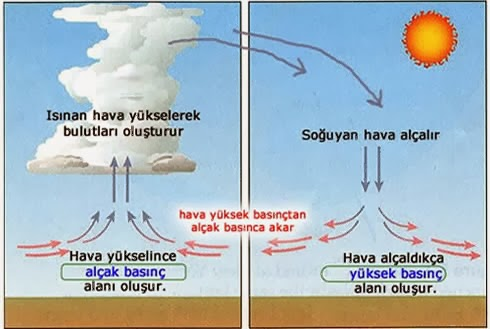 Isınan hava yükselerek
bulutları oluşturur
Soğuyan hava alçalır
hava yüksek basınçtan
alçak basınca akar
Hava yükselince
alçak basınç
alanı oluşur.
Hava alçaldıkça
yüksek basınç
alanı oluşur.